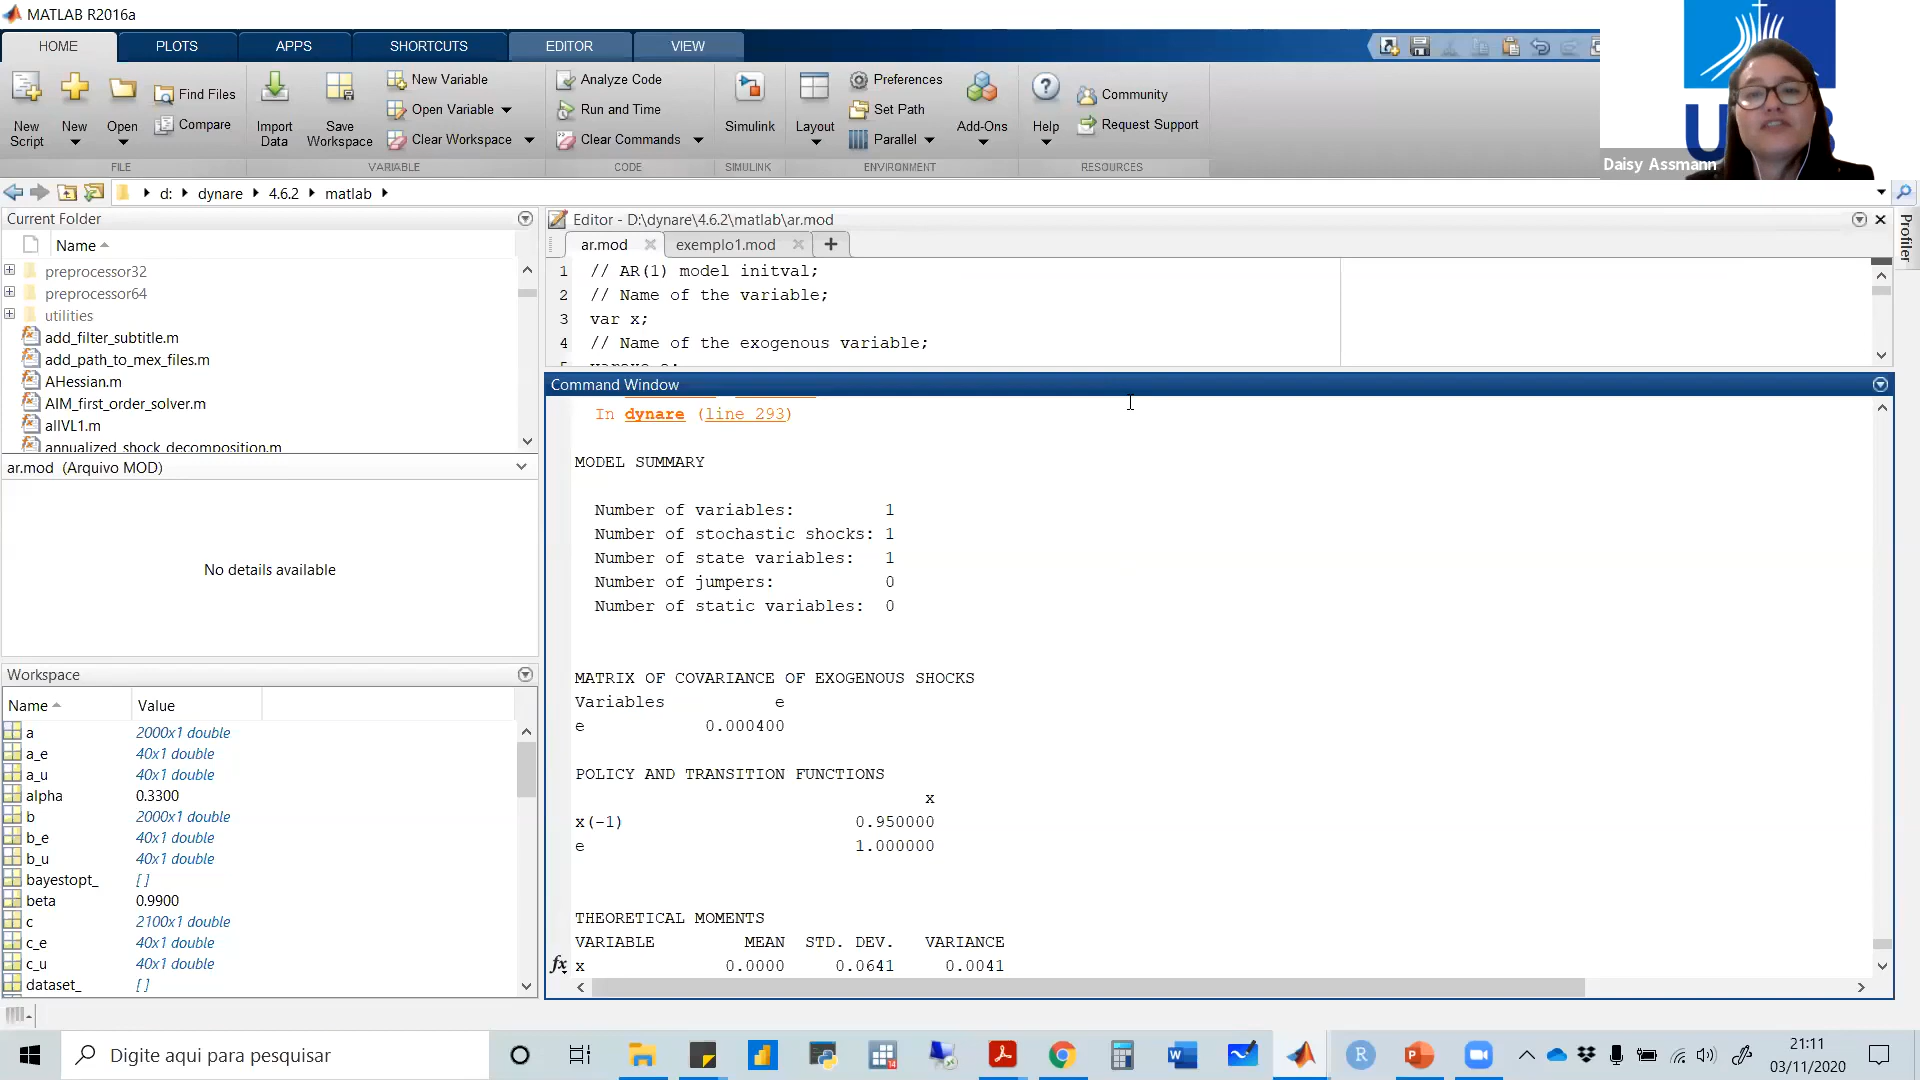 MATLAB R2016a
HOME PLOTS APPS SHORTCUTS EDITOR VIEW
New Script
New
Open
Find Files
Compare
Import Data
Save Workspace
New Variable
Open Variable
Clear Workspace
Analyze Code
Run and Time
Clear Commands
Simulink
Layout
Preferences
Set Path
Parallel
Add-Ons
Help
Community
Request Support
FILE VARIABLE CODE SIMULINK ENVIRONMENT RESOURCES
Daisy Assmann
d: dynare 4.6.2 matlab
Current Folder
Name
preprocessor32
preprocessor64
utilities
add_filter_subtitle.m
add_path_to_mex_files.m
AHessian.m
AIM_first_order_solver.m
allVL1.m
annualized_shock_decomposition.m
ar.mod (Arquivo MOD)
No details available
Workspace
Name Value
a 2000x1 double
a_e 40x1 double
a_u 40x1 double
alpha 0.3300
b 2000x1 double
b_e 40x1 double
b_u 40x1 double
bayestopt_ []
beta 0.9900
c 2100x1 double
c_e 40x1 double
c_u 40x1 double
dataset_ []
Editor - D:\dynare\4.6.2\matlab\ar.mod
ar.mod exemplo1.mod
1 // AR(1) model initval;
2 // Name of the variable;
3 var x;
4 // Name of the exogenous variable;
Profiler
Command Window
In dynare (line 293)
MODEL SUMMARY
Number of variables: 1
Number of stochastic shocks: 1
Number of state variables: 1
Number of jumpers: 0
Number of static variables: 0
MATRIX OF COVARIANCE OF EXOGENOUS SHOCKS
Variables e
e 0.000400
POLICY AND TRANSITION FUNCTIONS
x
x(-1) 0.950000
e 1.000000
THEORETICAL MOMENTS
VARIABLE MEAN STD. DEV. VARIANCE
fx x 0.0000 0.0641 0.0041
Digite aqui para pesquisar
21:11
03/11/2020